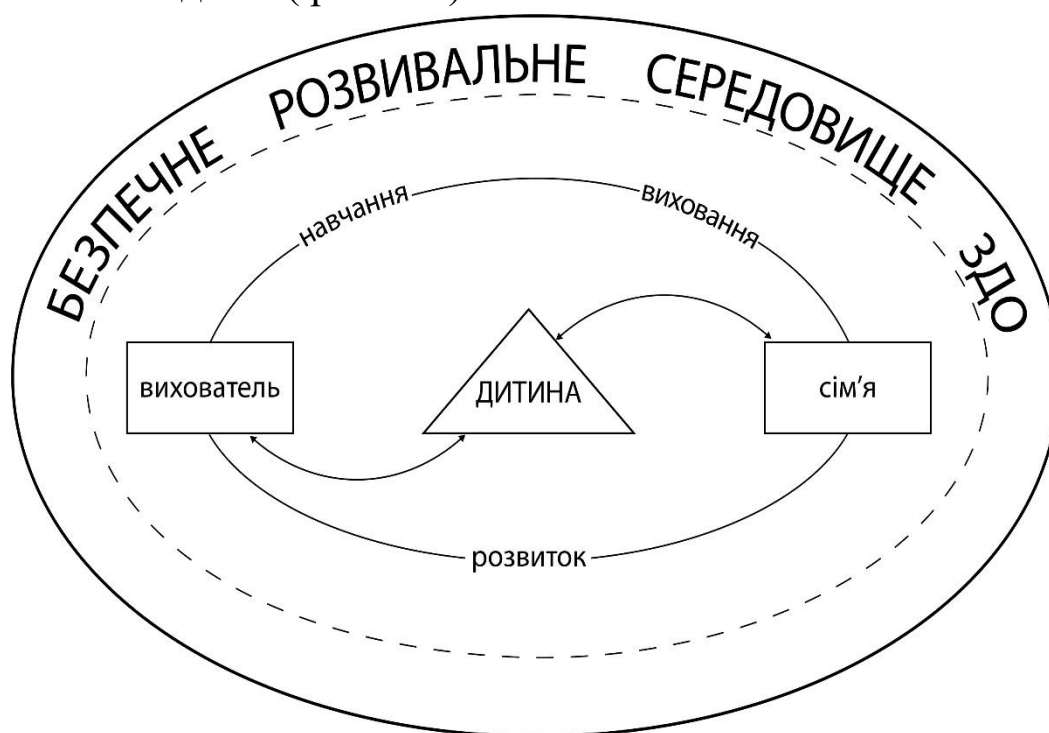 БЕЗПЕЧНЕ РОЗВИВАЛЬНЕ СЕРЕДОВИЩЕ ЗДО
навчання
виховання
вихователь
ДИТИНА
сім'я
розвиток